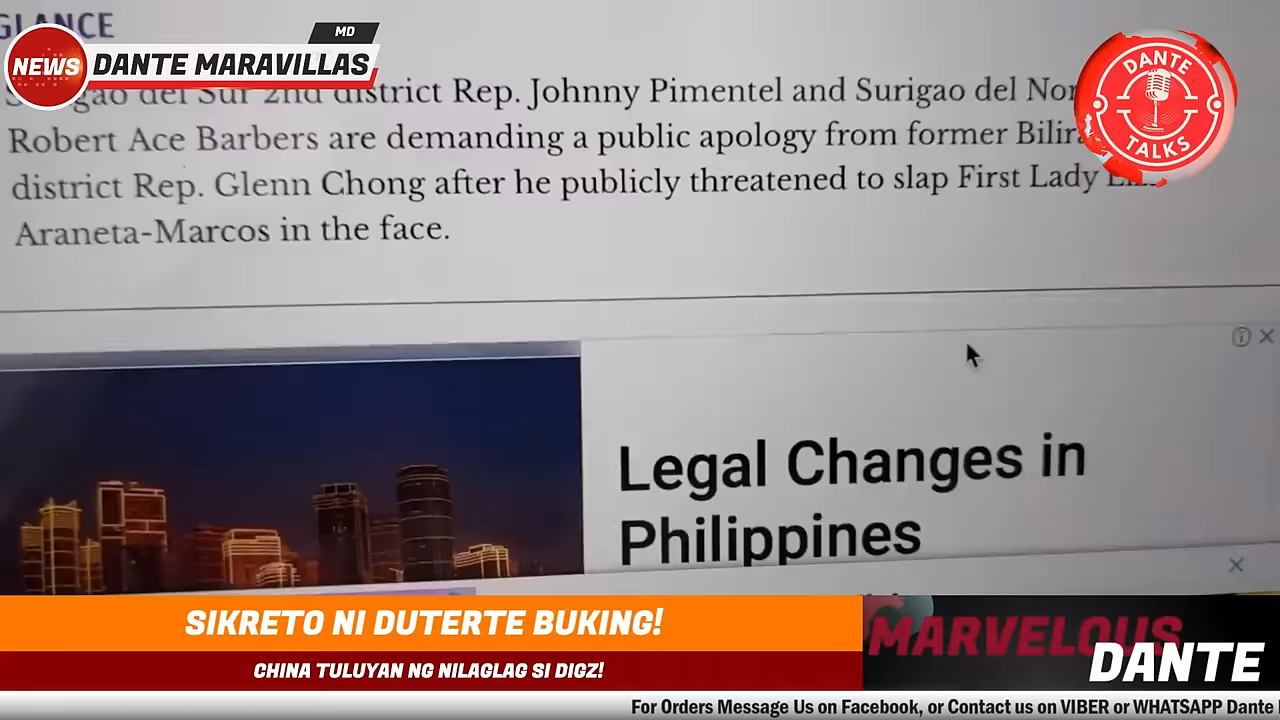 GLANCE
MD
NEWS
DANTE MARAVILLAS
DANTE
TALKS
del Sur 2nd district Rep. Johnny Pimentel and Surigao del
Robert Ace Barbers are demanding a public apology from former
district Rep. Glenn Chong after he publicly threatened to slap First Lady
Araneta-Marcos in the face.
Legal Changes in
Philippines
SIKRETO NI DUTERTE BUKING!
CHINA TULUYAN NG NILAGLAG SI DIGZ!
MARVELOUS
DANTE
For Orders Message Us on Facebook, or Contact us on VIBER or WHATSAPP Dante